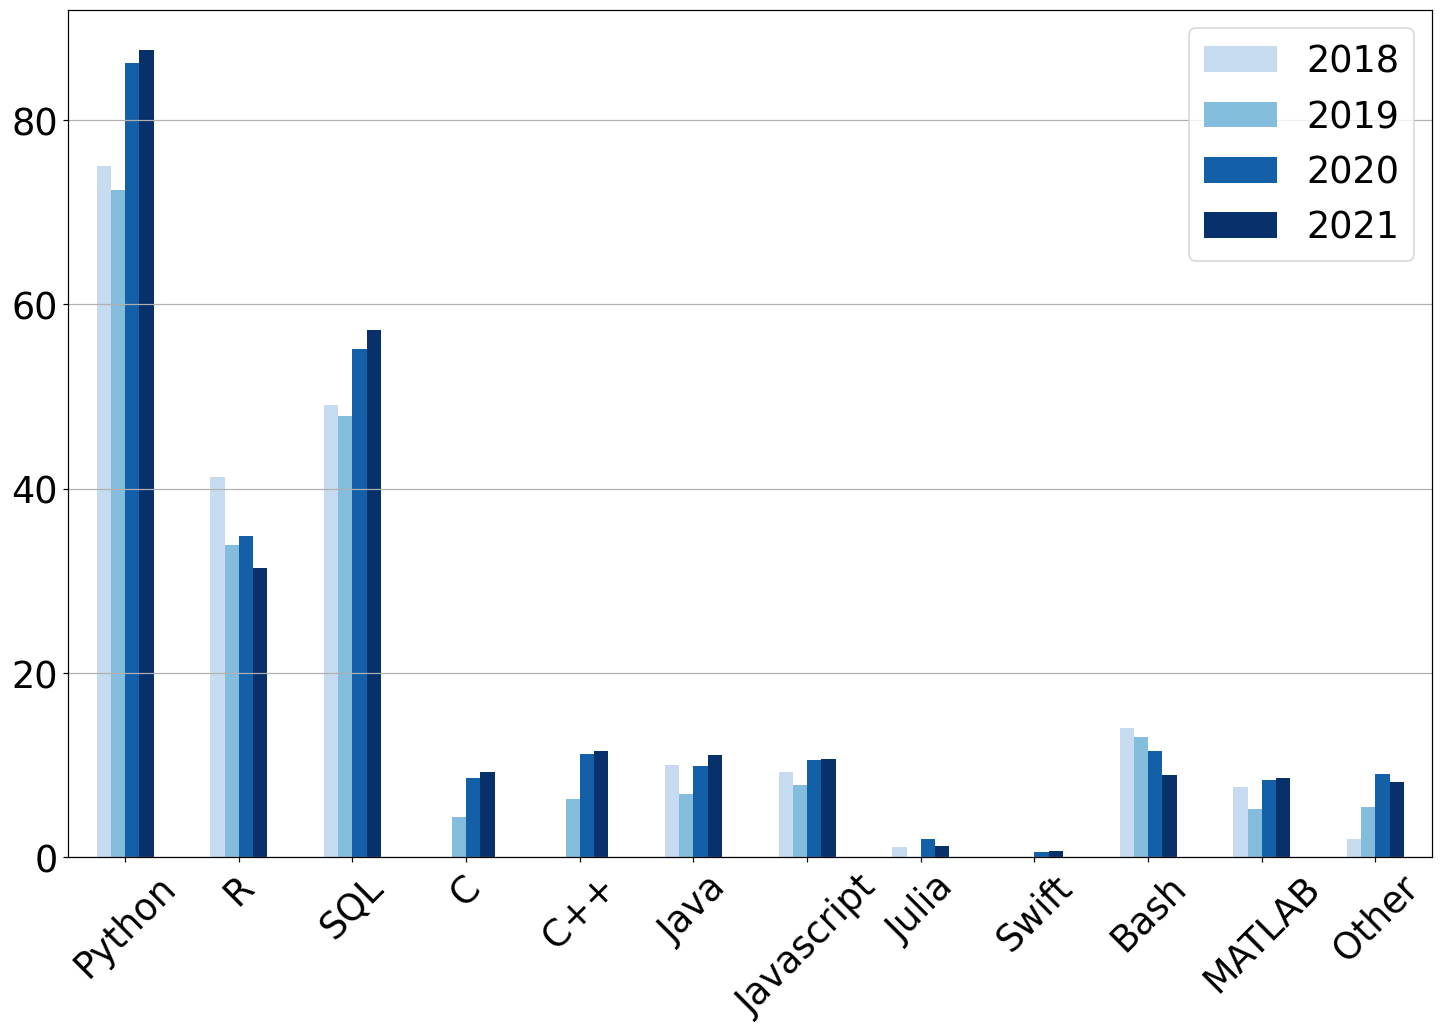 2018
2019
2020
2021
80
60
40
20
0
Python
R
SQL
C
C++
Java
Javascript
Julia
Swift
Bash
MATLAB
Other